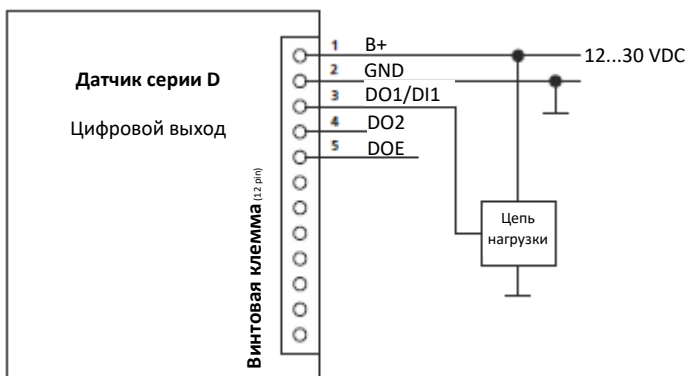 1 B+
12...30 VDC
Датчик серии D
2 GND
3 DO1/DI1
Цифровой выход
4 DO2
5 DOE
Винтовая клемма (12 pin)
Цепь
нагрузки